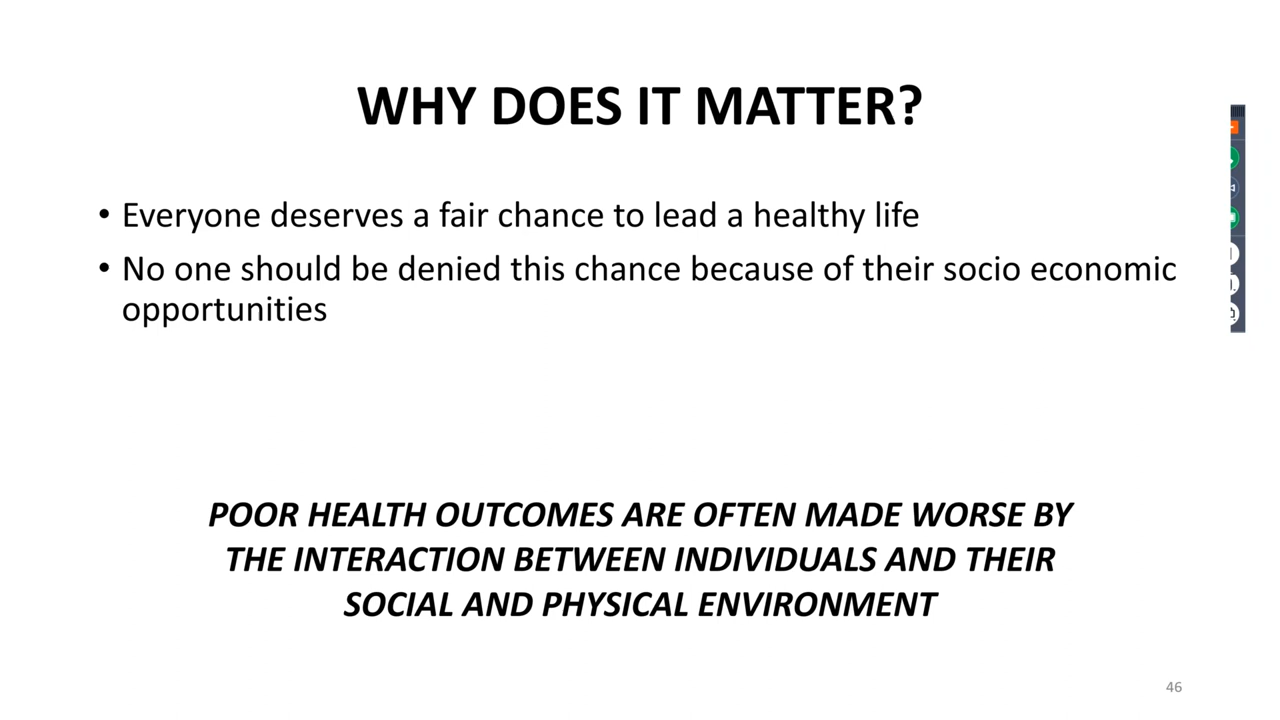 WHY DOES IT MATTER?
• Everyone deserves a fair chance to lead a healthy life
• No one should be denied this chance because of their socio economic
opportunities
POOR HEALTH OUTCOMES ARE OFTEN MADE WORSE BY
THE INTERACTION BETWEEN INDIVIDUALS AND THEIR
SOCIAL AND PHYSICAL ENVIRONMENT
46